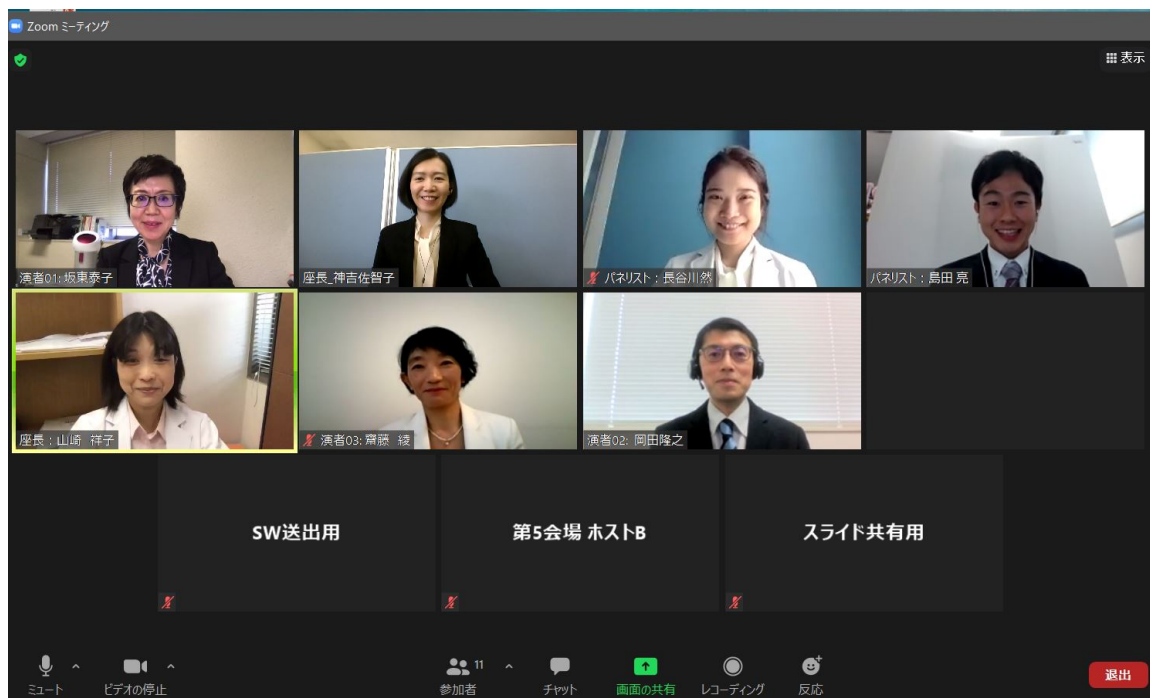 Zoom ミーティング
表示
演者01: 坂東泰子
座長_神吉佐智子
パネリスト：長谷川然
パネリスト：島田 亮
座長：山崎 祥子
演者03: 齋藤 綾
演者02: 岡田隆之
SW送出用
第5会場 ホストB
スライド共有用
ミュート
ビデオの停止
11
参加者
チャット
画面の共有
レコーディング
反応
退出